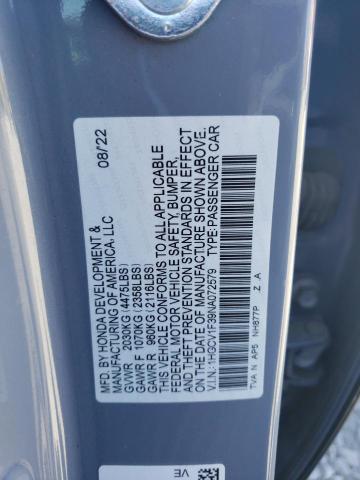 MFD. BY HONDA DEVELOPMENT & 08/22
MANUFACTURING OF AMERICA, LLC
GVWR 2030KG (4475LBS)
GAWR F 1070KG (2358LBS)
GAWR R 960KG (2116LBS)
THIS VEHICLE CONFORMS TO ALL APPLICABLE
FEDERAL MOTOR VEHICLE SAFETY, BUMPER,
AND THEFT PREVENTION STANDARDS IN EFFECT
ON THE DATE OF MANUFACTURE SHOWN ABOVE.
V.I.N.: 1HGCV1F39NA072579 TYPE: PASSENGER CAR
TVA N AP5 NH877P Z A
VE